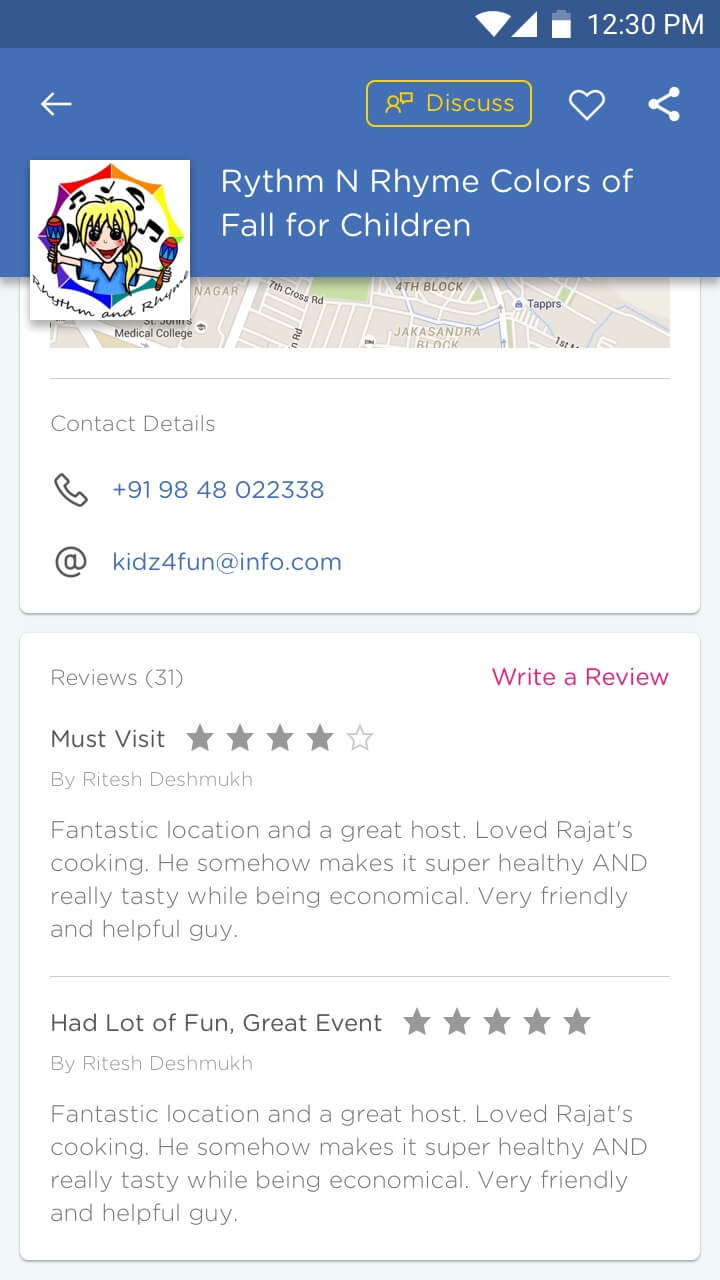 12:30 PM
Discuss
Rythm N Rhyme Colors of
Fall for Children
Rhythm and Rhyme
NAGAR
7th Cross Rd
4TH BLOCK
Tapprs
St. John's
Medical College
JAKASANDRA
BLOCK
Contact Details
+91 98 48 022338
kidz4fun@info.com
Reviews (31)
Write a Review
Must Visit
By Ritesh Deshmukh
Fantastic location and a great host. Loved Rajat's
cooking. He somehow makes it super healthy AND
really tasty while being economical. Very friendly
and helpful guy.
Had Lot of Fun, Great Event
By Ritesh Deshmukh
Fantastic location and a great host. Loved Rajat's
cooking. He somehow makes it super healthy AND
really tasty while being economical. Very friendly
and helpful guy.